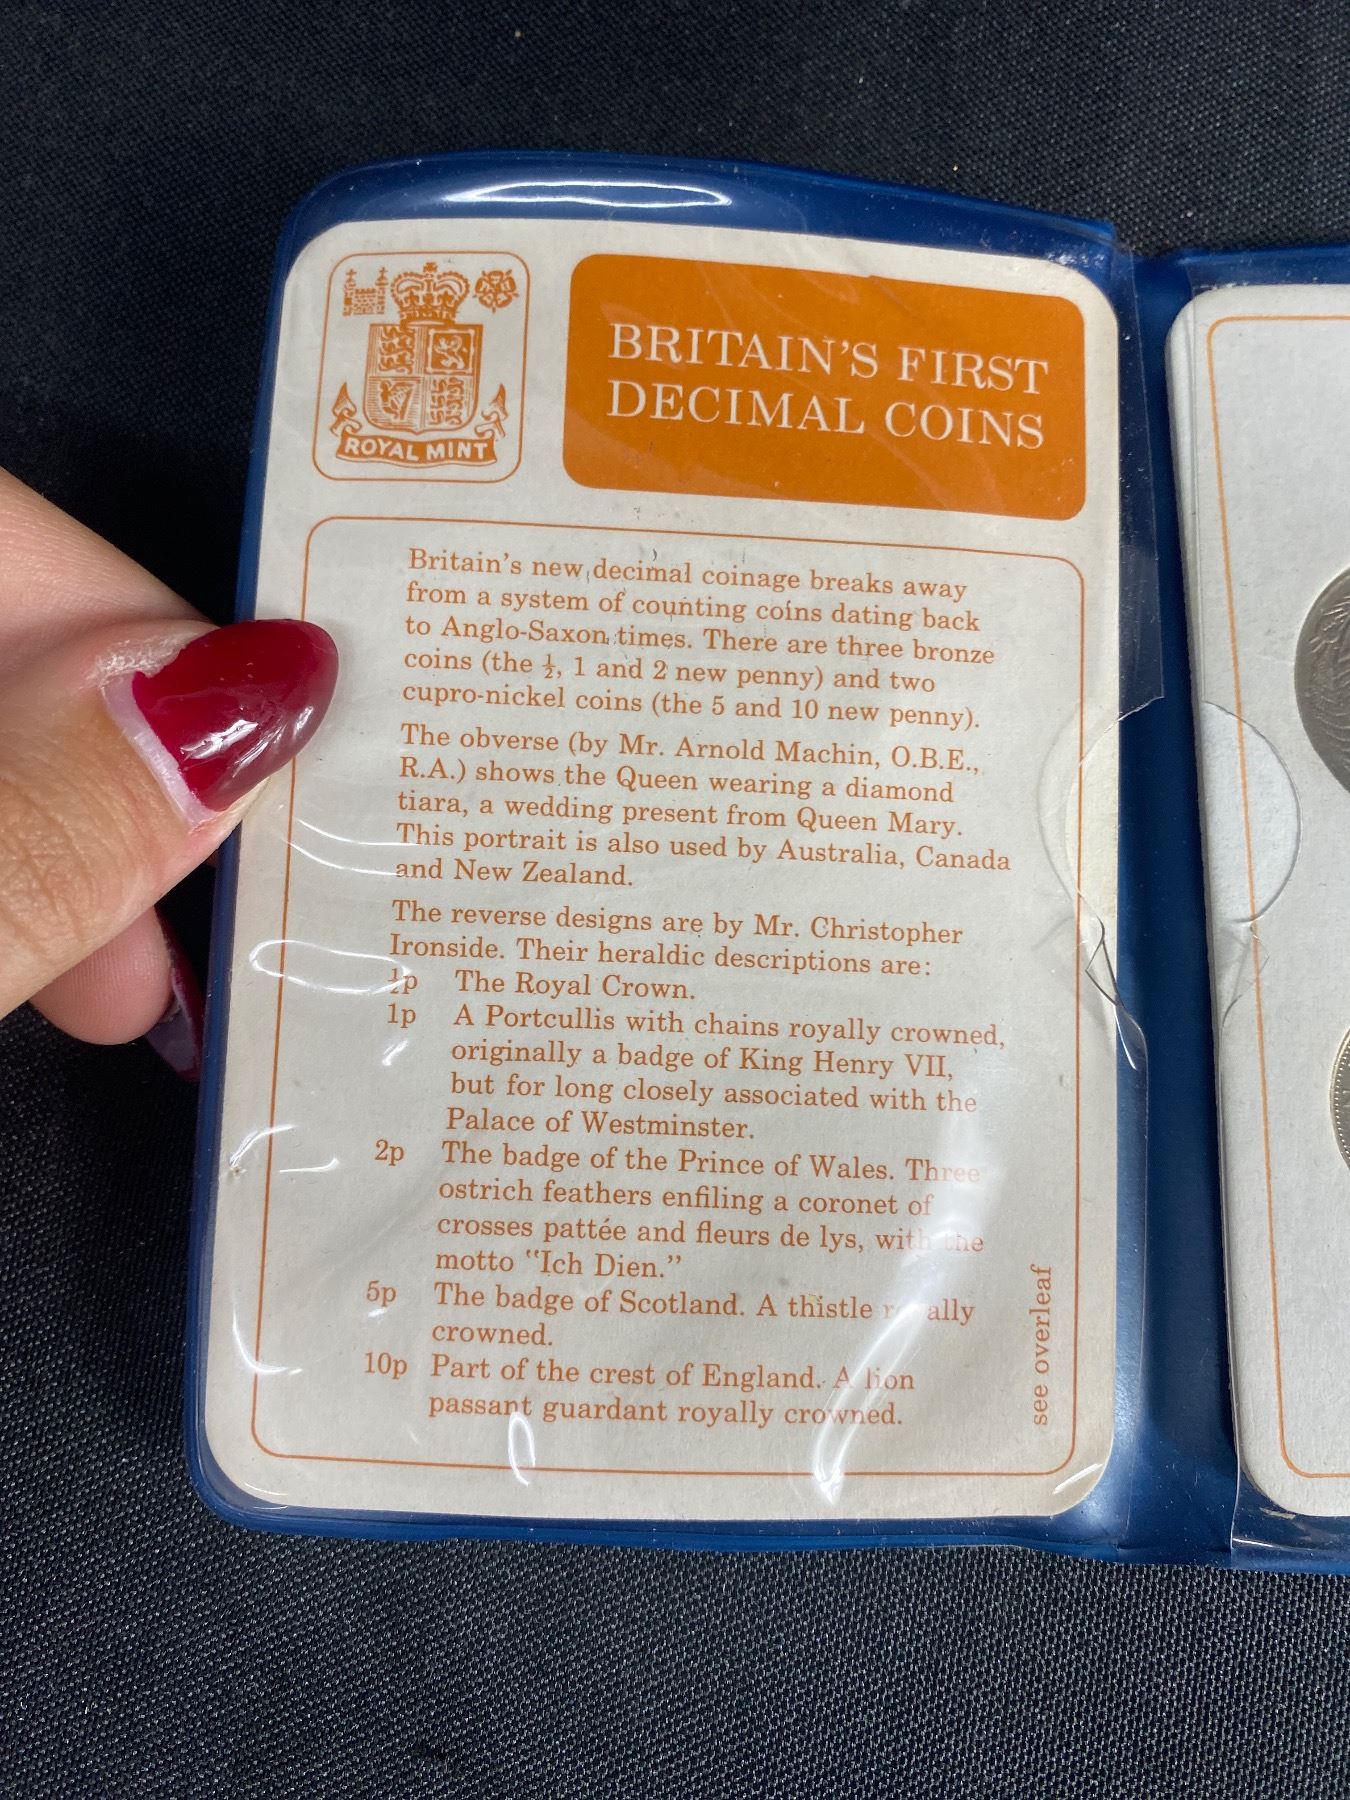 ROYAL MINT
BRITAIN'S FIRST
DECIMAL COINS
Britain's new decimal coinage breaks away
from a system of counting coins dating back
to Anglo-Saxon times. There are three bronze
coins (the ½, 1 and 2 new penny) and two
cupro-nickel coins (the 5 and 10 new penny).
The obverse (by Mr. Arnold Machin, O.B.E.,
R.A.) shows the Queen wearing a diamond
tiara, a wedding present from Queen Mary.
This portrait is also used by Australia, Canada
and New Zealand.
The reverse designs are by Mr. Christopher
Ironside. Their heraldic descriptions are:
½p The Royal Crown.
1p A Portcullis with chains royally crowned,
originally a badge of King Henry VII,
but for long closely associated with the
Palace of Westminster.
2p The badge of the Prince of Wales. Three
ostrich feathers enfiling a coronet of
crosses pattée and fleurs de lys, with the
motto "Ich Dien."
5p The badge of Scotland. A thistle royally
crowned.
10p Part of the crest of England. A lion
passant guardant royally crowned.
see overleaf